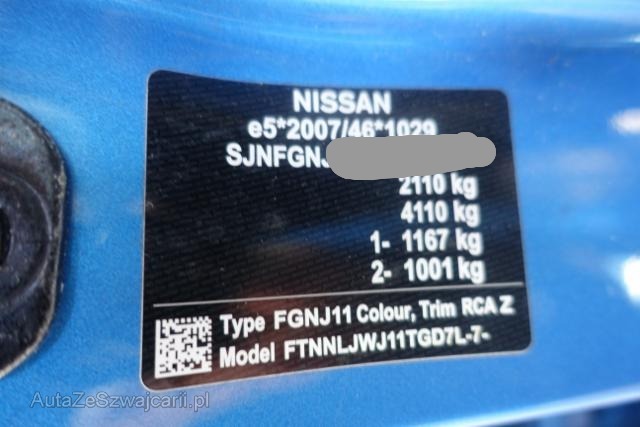 NISSAN
e5*2007/46*1029
SJNFGNJ
2110 kg
4110 kg
1- 1167 kg
2- 1001 kg
Type FGNJ11 Colour, Trim RCA Z
Model FTNNLJWJ11TGD7L-7-
AutaZeSzwajcarii.pl